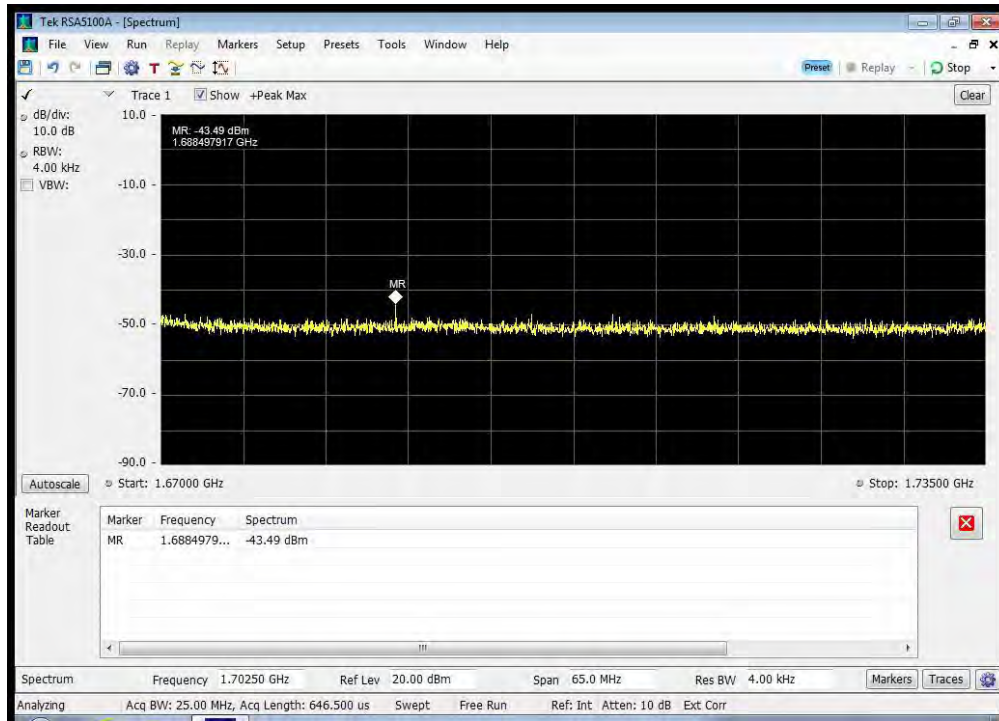 Tek RSA5100A - [Spectrum]
File View Run Replay Markers Setup Presets Tools Window Help
Preset Replay Stop
Trace 1 Show +Peak Max Clear
dB/div:
10.0 dB
RBW:
4.00 kHz
VBW:
10.0
-10.0
-30.0
-50.0
-70.0
-90.0
MR: -43.49 dBm
1.688497917 GHz
MR
Autoscale Start: 1.67000 GHz Stop: 1.73500 GHz
Marker Readout Table
Marker Frequency Spectrum
MR 1.6884979... -43.49 dBm
Spectrum Frequency 1.70250 GHz Ref Lev 20.00 dBm Span 65.0 MHz Res BW 4.00 kHz Markers Traces
Analyzing Acq BW: 25.00 MHz, Acq Length: 646.500 us Swept Free Run Ref: Int Atten: 10 dB Ext Corr